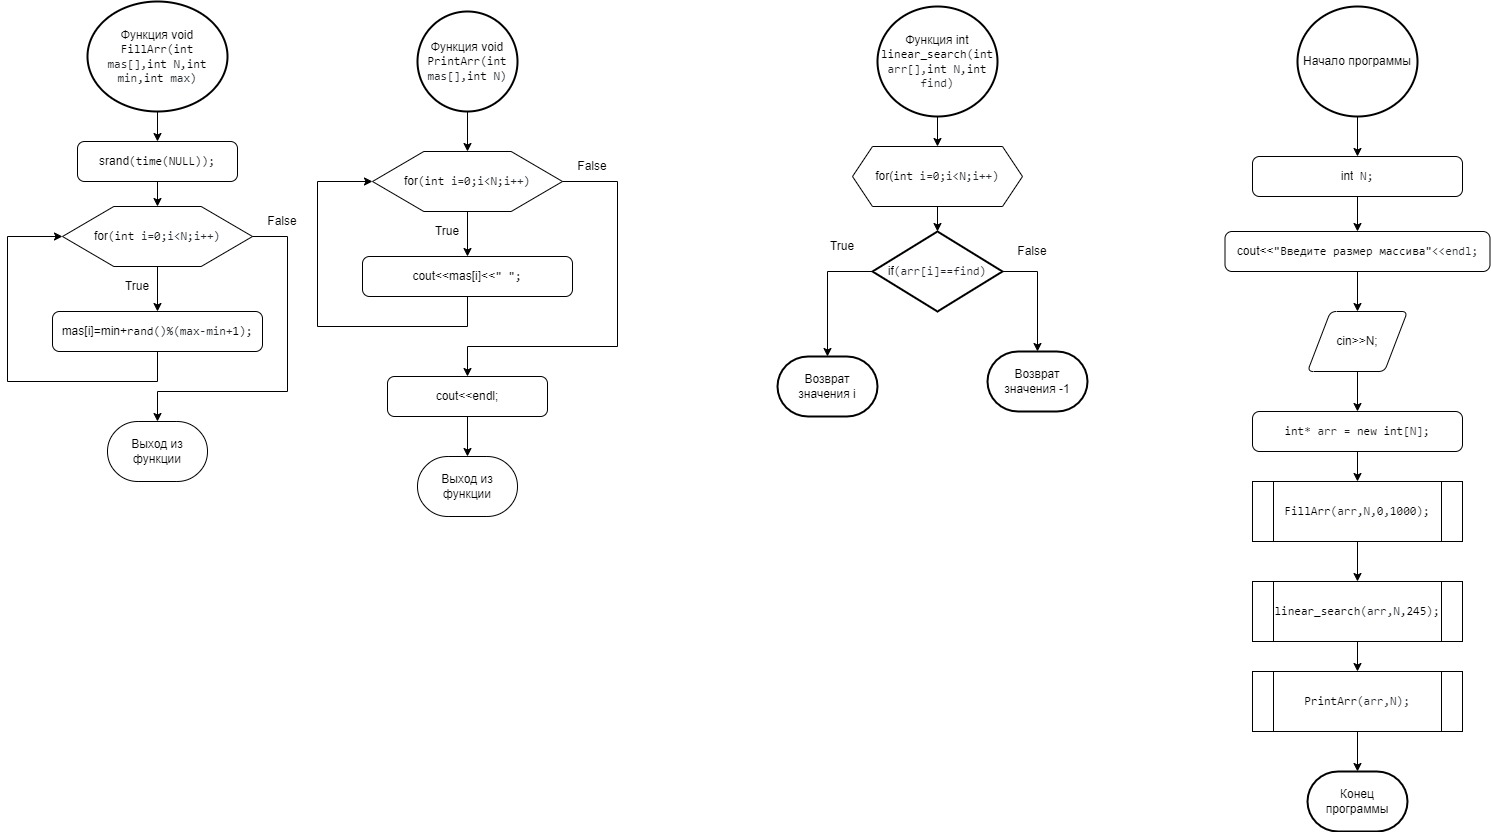 Функция void
FillArr(int
mas[],int N,int
min,int max)
srand(time(NULL));
for(int i=0;i<N;i++)
False
True
mas[i]=min+rand()%(max-min+1);
Выход из
функции
Функция void
PrintArr(int
mas[],int N)
for(int i=0;i<N;i++)
False
True
cout<<mas[i]<<" ";
cout<<endl;
Выход из
функции
Функция int
linear_search(int
arr[],int N,int
find)
for(int i=0;i<N;i++)
True
False
if(arr[i]==find)
Возврат
значения i
Возврат
значения -1
Начало программы
int N;
cout<<"Введите размер массива"<<endl;
cin>>N;
int* arr = new int[N];
FillArr(arr,N,0,1000);
linear_search(arr,N,245);
PrintArr(arr,N);
Конец
программы